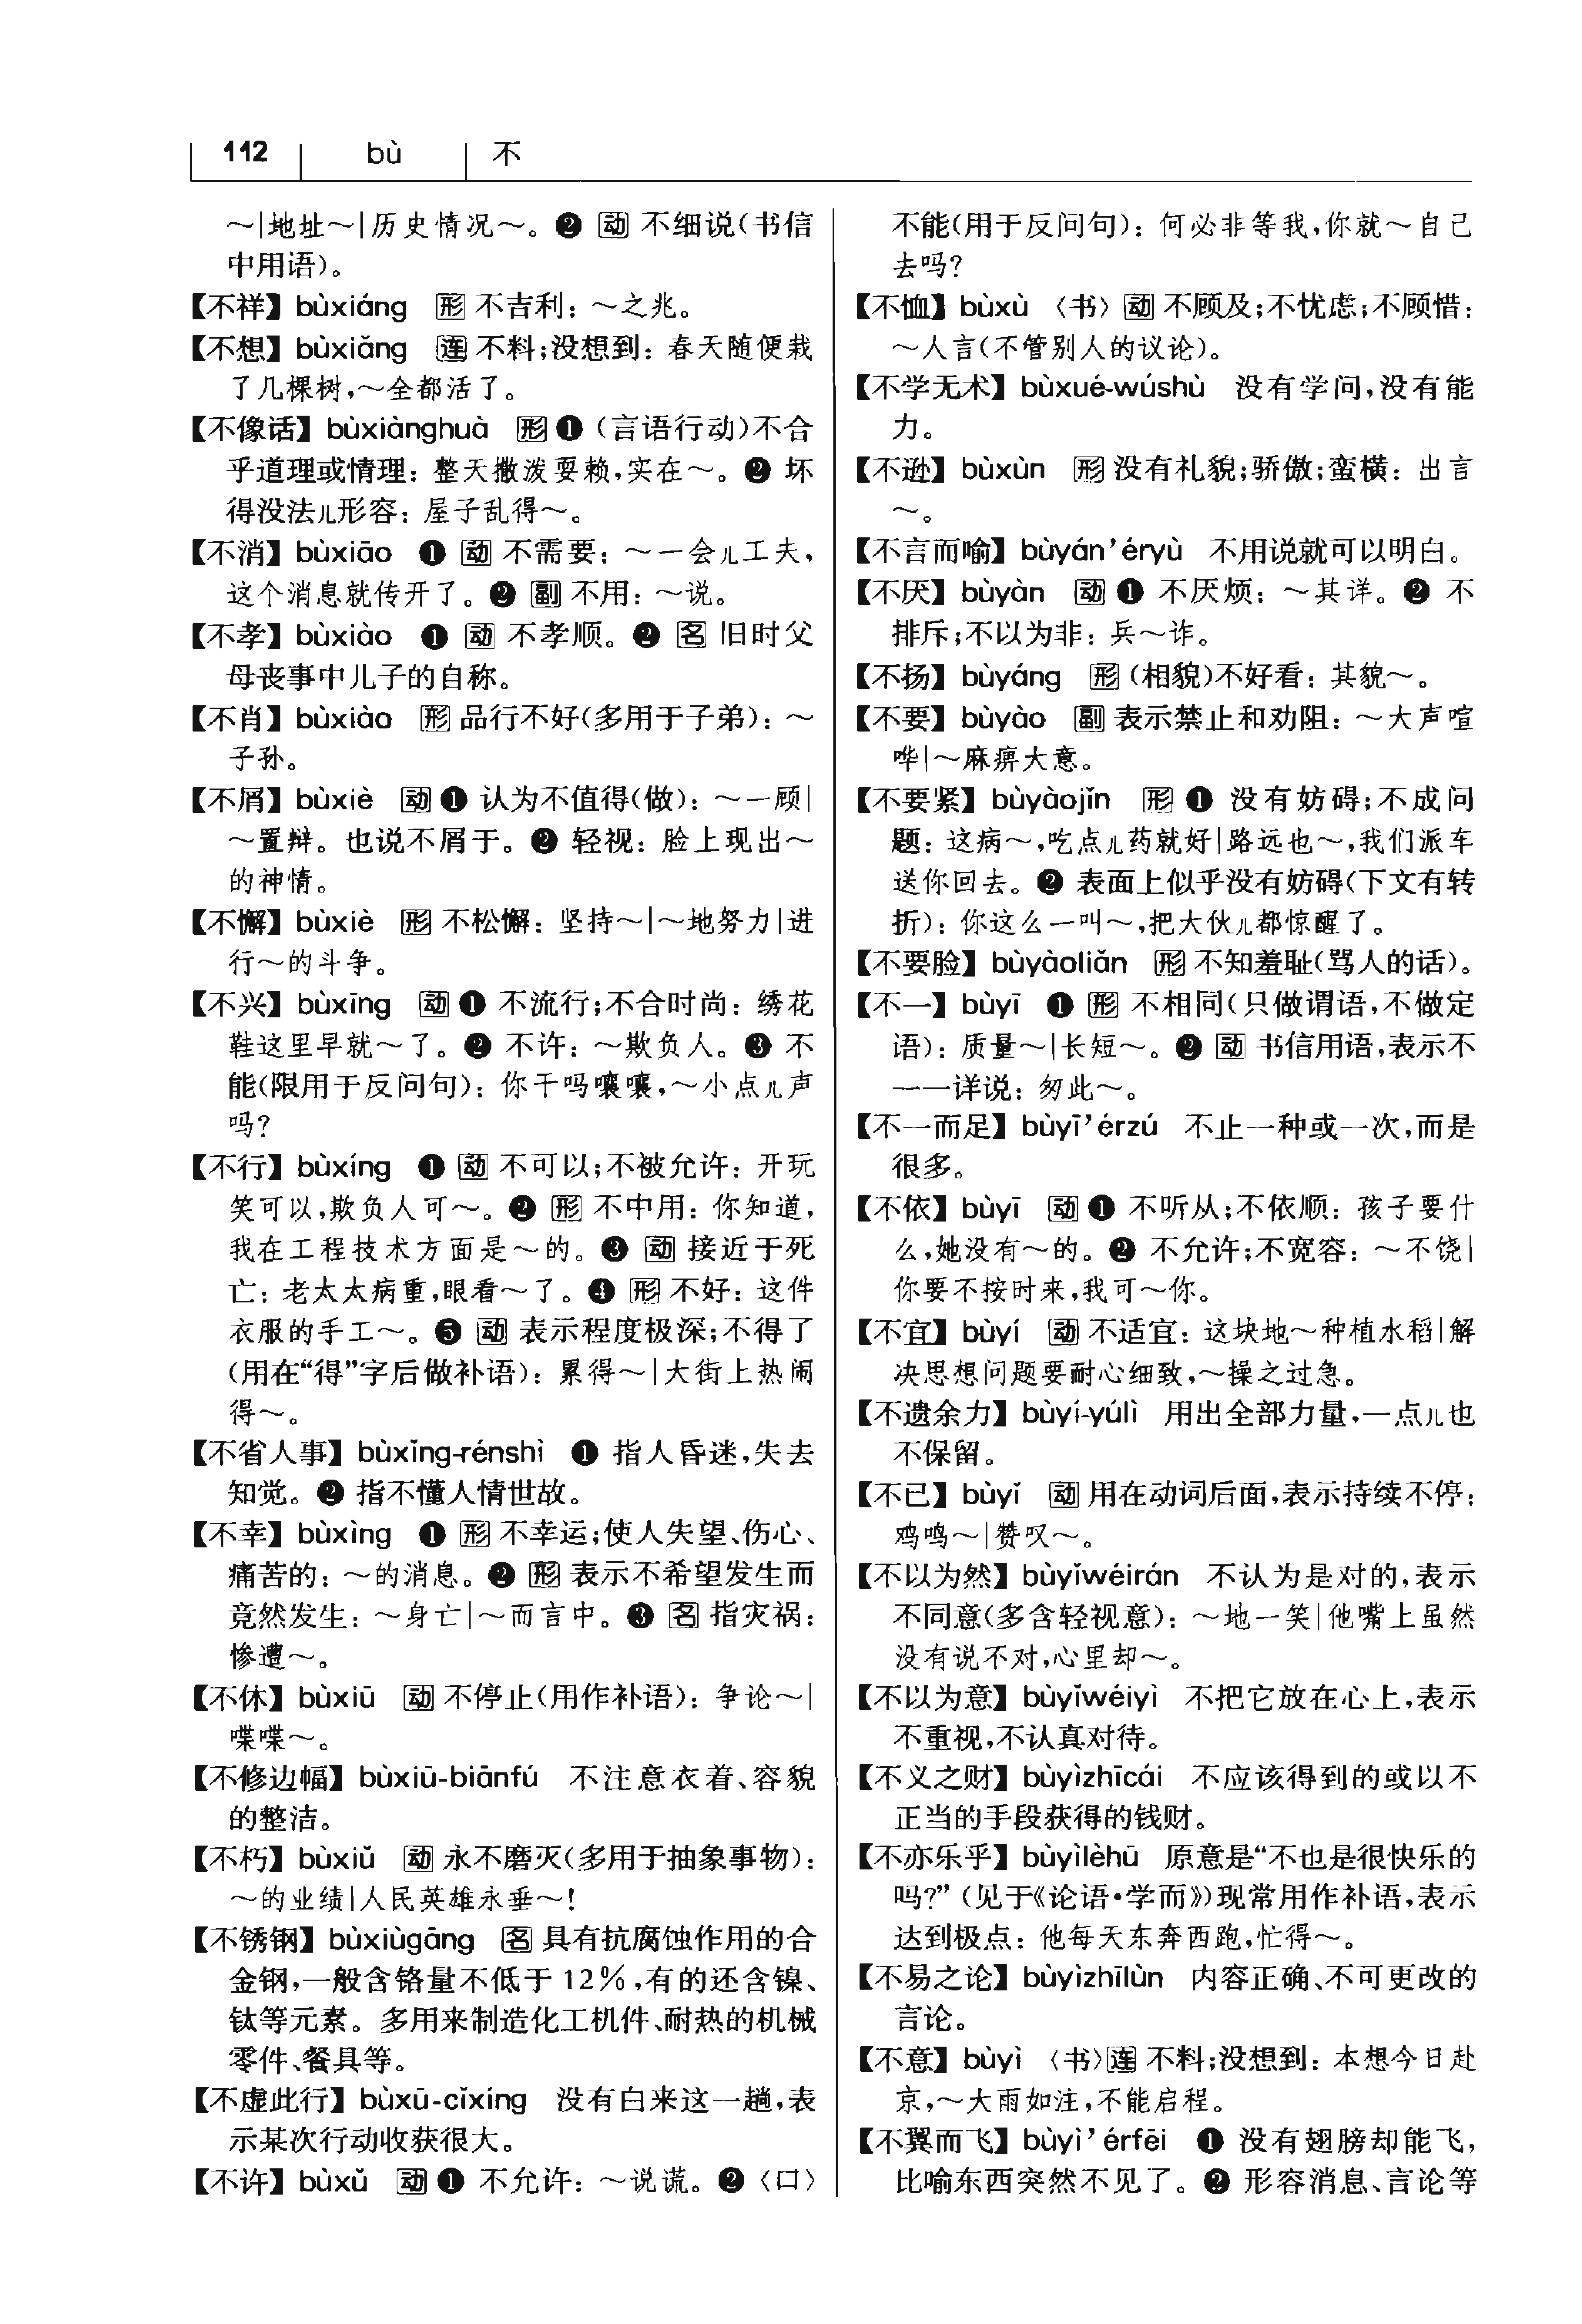 112 bù 不
～|地址～|历史情况～。❷ 动 不细说(书信
中用语)。
【不祥】bùxiáng 形 不吉利：～之兆。
【不想】bùxiǎng 连 不料;没想到：春天随便栽
了几棵树,～全都活了。
【不像话】bùxiànghuà 形 ❶ (言语行动)不合
乎道理或情理：整天撒泼耍赖,实在～。❷ 坏
得没法儿形容：屋子乱得～。
【不消】bùxiāo ❶ 动 不需要：～一会儿工夫,
这个消息就传开了。❷ 副 不用：～说。
【不孝】bùxiào ❶ 动 不孝顺。❷ 名 旧时父
母丧事中儿子的自称。
【不肖】bùxiào 形 品行不好(多用于子弟)：～
子孙。
【不屑】bùxiè 动 ❶ 认为不值得(做)：～一顾|
～置辩。也说不屑于。❷ 轻视：脸上现出～
的神情。
【不懈】bùxiè 形 不松懈：坚持～|～地努力|进
行～的斗争。
【不兴】bùxīng 动 ❶ 不流行;不合时尚：绣花
鞋这里早就～了。❷ 不许：～欺负人。❸ 不
能(限用于反问句)：你干吗嚷嚷,～小点儿声
吗?
【不行】bùxíng ❶ 动 不可以;不被允许：开玩
笑可以,欺负人可～。❷ 形 不中用：你知道,
我在工程技术方面是～的。❸ 动 接近于死
亡：老太太病重,眼看～了。❹ 形 不好：这件
衣服的手工～。❺ 动 表示程度极深;不得了
(用在“得”字后做补语)：累得～|大街上热闹
得～。
【不省人事】bùxǐng-rénshì ❶ 指人昏迷,失去
知觉。❷ 指不懂人情世故。
【不幸】bùxìng ❶ 形 不幸运;使人失望、伤心、
痛苦的：～的消息。❷ 形 表示不希望发生而
竟然发生：～身亡|～而言中。❸ 名 指灾祸：
惨遭～。
【不休】bùxiū 动 不停止(用作补语)：争论～|
喋喋～。
【不修边幅】bùxiū-biānfú 不注意衣着、容貌
的整洁。
【不朽】bùxiǔ 动 永不磨灭(多用于抽象事物)：
～的业绩|人民英雄永垂～!
【不锈钢】bùxiùgāng 名 具有抗腐蚀作用的合
金钢,一般含铬量不低于 12%,有的还含镍、
钛等元素。多用来制造化工机件、耐热的机械
零件、餐具等。
【不虚此行】bùxū-cǐxíng 没有白来这一趟,表
示某次行动收获很大。
【不许】bùxǔ 动 ❶ 不允许：～说谎。❷ 〈口〉
不能(用于反问句)：何必非等我,你就～自己
去吗?
【不恤】bùxù 〈书〉动 不顾及;不忧虑;不顾惜：
～人言(不管别人的议论)。
【不学无术】bùxué-wúshù 没有学问,没有能
力。
【不逊】bùxùn 形 没有礼貌;骄傲;蛮横：出言
～。
【不言而喻】bùyán’éryù 不用说就可以明白。
【不厌】bùyàn 动 ❶ 不厌烦：～其详。❷ 不
排斥;不以为非：兵～诈。
【不扬】bùyáng 形 (相貌)不好看：其貌～。
【不要】bùyào 副 表示禁止和劝阻：～大声喧
哗|～麻痹大意。
【不要紧】bùyàojǐn 形 ❶ 没有妨碍;不成问
题：这病～,吃点儿药就好|路远也～,我们派车
送你回去。❷ 表面上似乎没有妨碍(下文有转
折)：你这么一叫～,把大伙儿都惊醒了。
【不要脸】bùyàoliǎn 形 不知羞耻(骂人的话)。
【不一】bùyī ❶ 形 不相同(只做谓语,不做定
语)：质量～|长短～。❷ 动 书信用语,表示不
一一详说：匆此～。
【不一而足】bùyī’érzú 不止一种或一次,而是
很多。
【不依】bùyī 动 ❶ 不听从;不依顺：孩子要什
么,她没有～的。❷ 不允许;不宽容：～不饶|
你要不按时来,我可～你。
【不宜】bùyí 动 不适宜：这块地～种植水稻|解
决思想问题要耐心细致,～操之过急。
【不遗余力】bùyí-yúlì 用出全部力量,一点儿也
不保留。
【不已】bùyǐ 动 用在动词后面,表示持续不停：
鸡鸣～|赞叹～。
【不以为然】bùyǐwéirán 不认为是对的,表示
不同意(多含轻视意)：～地一笑|他嘴上虽然
没有说不对,心里却～。
【不以为意】bùyǐwéiyì 不把它放在心上,表示
不重视,不认真对待。
【不义之财】bùyìzhīcái 不应该得到的或以不
正当的手段获得的钱财。
【不亦乐乎】bùyìlèhū 原意是“不也是很快乐的
吗?”(见于《论语·学而》)现常用作补语,表示
达到极点：他每天东奔西跑,忙得～。
【不易之论】bùyìzhīlùn 内容正确、不可更改的
言论。
【不意】bùyì 〈书〉连 不料;没想到：本想今日赴
京,～大雨如注,不能启程。
【不翼而飞】bùyì’érfēi ❶ 没有翅膀却能飞,
比喻东西突然不见了。❷ 形容消息、言论等